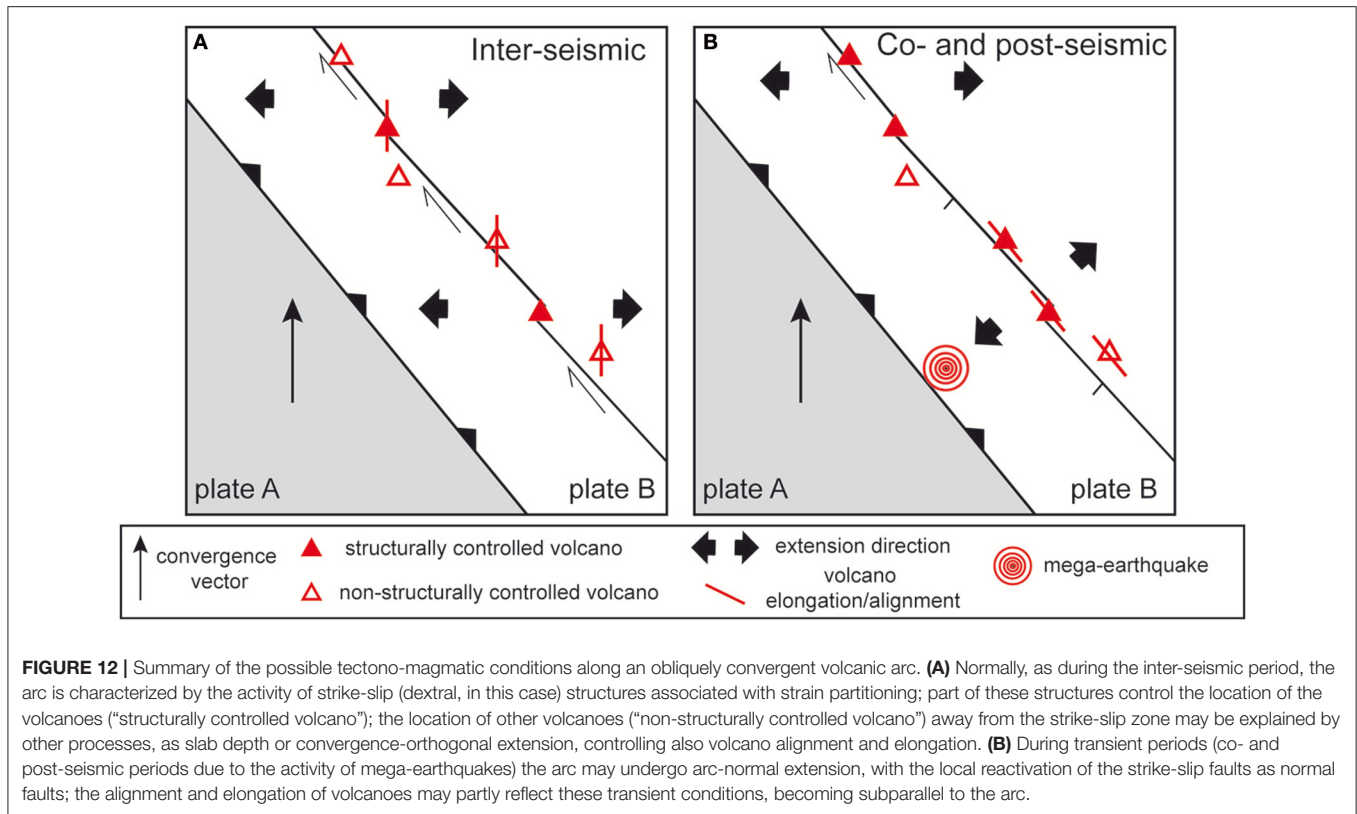 A
Inter-seismic
plate A
plate B
B
Co- and post-seismic
plate A
plate B
convergence
vector
structurally controlled volcano
non-structurally controlled volcano
extension direction
volcano
elongation/alignment
mega-earthquake
FIGURE 12 | Summary of the possible tectono-magmatic conditions along an obliquely convergent volcanic arc. (A) Normally, as during the inter-seismic period, the
arc is characterized by the activity of strike-slip (dextral, in this case) structures associated with strain partitioning; part of these structures control the location of the
volcanoes (“structurally controlled volcano”); the location of other volcanoes (“non-structurally controlled volcano”) away from the strike-slip zone may be explained by
other processes, as slab depth or convergence-orthogonal extension, controlling also volcano alignment and elongation. (B) During transient periods (co- and
post-seismic periods due to the activity of mega-earthquakes) the arc may undergo arc-normal extension, with the local reactivation of the strike-slip faults as normal
faults; the alignment and elongation of volcanoes may partly reflect these transient conditions, becoming subparallel to the arc.